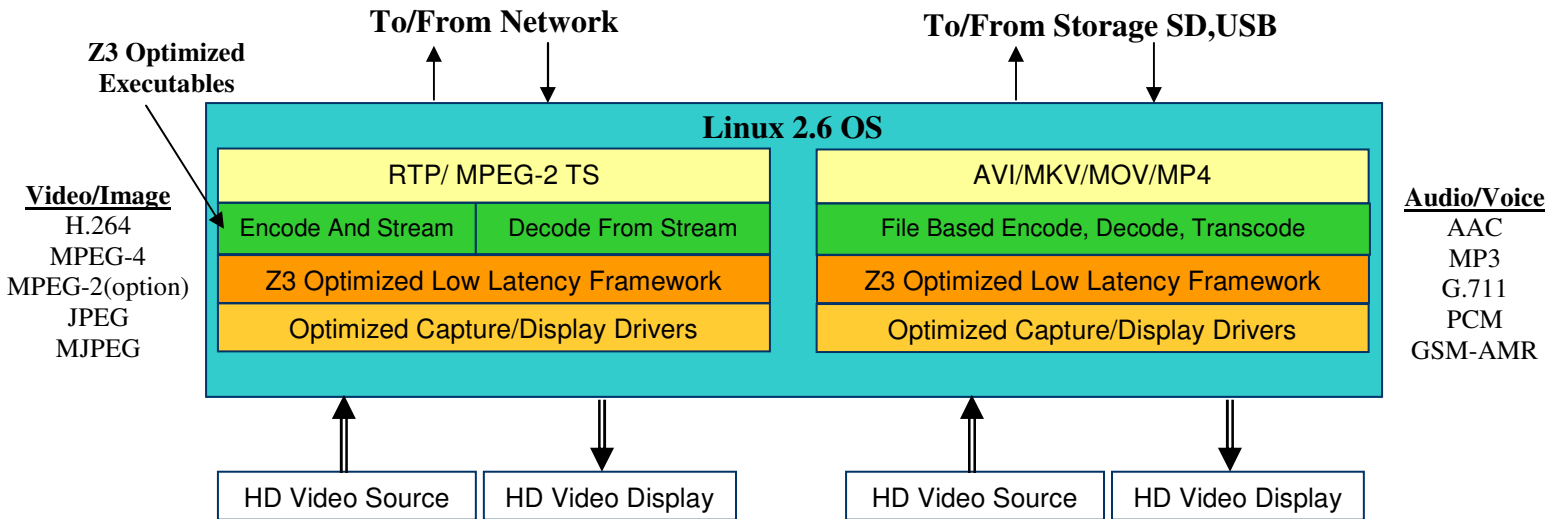 To/From Network
To/From Storage SD,USB
Z3 Optimized
Executables
Linux 2.6 OS
RTP/ MPEG-2 TS
AVI/MKV/MOV/MP4
Video/Image
H.264
MPEG-4
MPEG-2(option)
JPEG
MJPEG
Encode And Stream
Decode From Stream
File Based Encode, Decode, Transcode
Z3 Optimized Low Latency Framework
Z3 Optimized Low Latency Framework
Optimized Capture/Display Drivers
Optimized Capture/Display Drivers
Audio/Voice
AAC
MP3
G.711
PCM
GSM-AMR
HD Video Source
HD Video Display
HD Video Source
HD Video Display